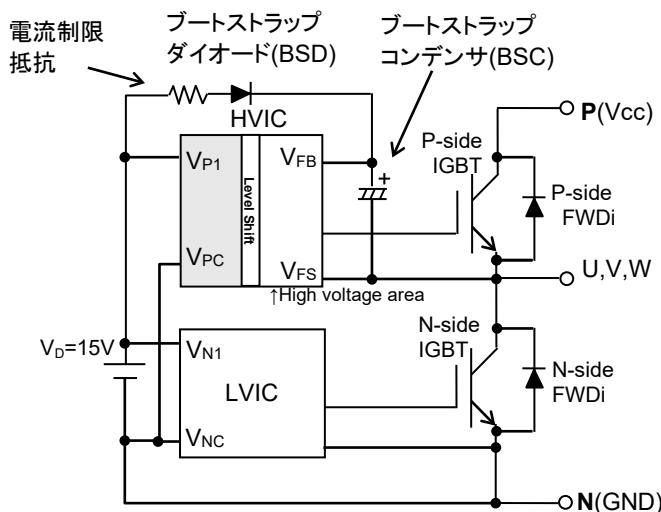 電流制限
抵抗
ブートストラップ
ダイオード(BSD)
ブートストラップ
コンデンサ(BSC)
HVIC
P(Vcc)
VP1
Level Shift
VFB
+
P-side
IGBT
P-side
FWDi
VPC
VFS
U,V,W
↑High voltage area
VD=15V
VN1
LVIC
VNC
N-side
IGBT
N-side
FWDi
N(GND)